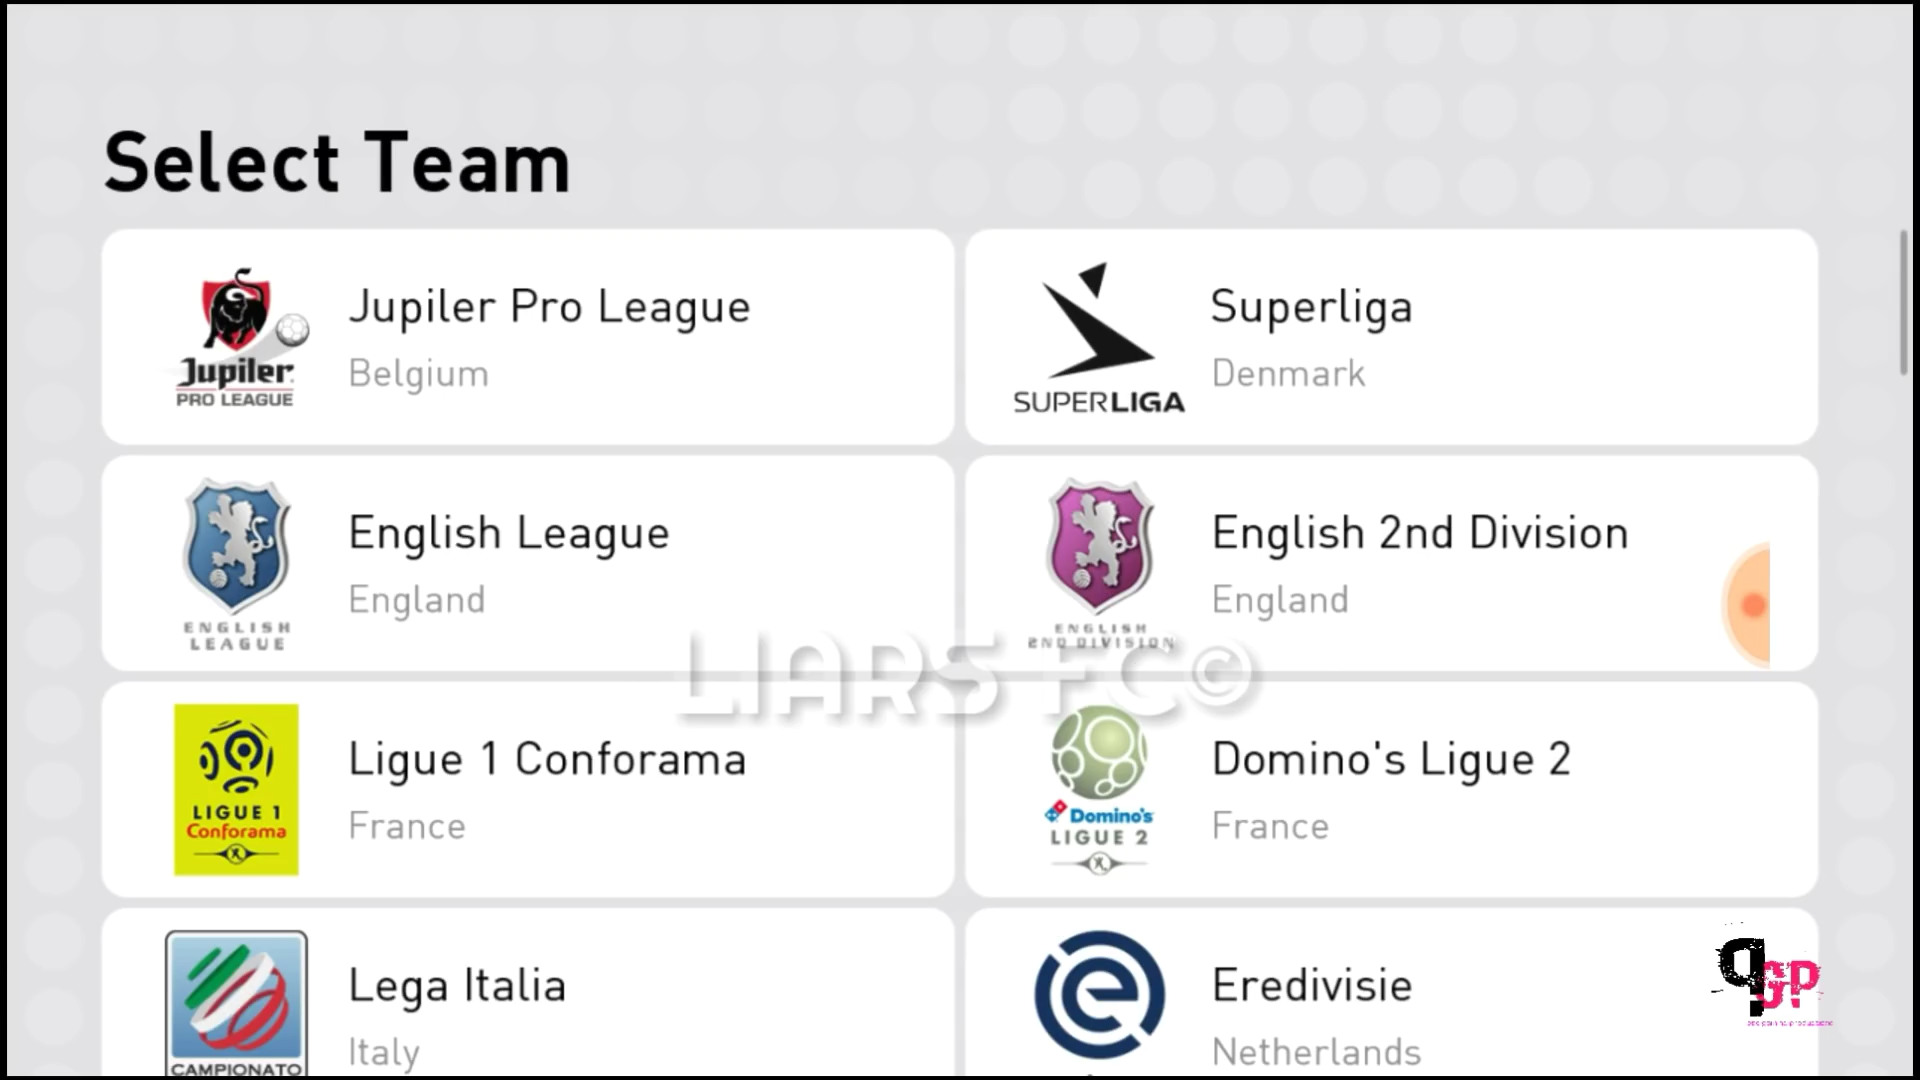 Select Team
Jupiler Pro League
Belgium
Jupiler
PRO LEAGUE
Superliga
Denmark
SUPERLIGA
English League
England
ENGLISH
LEAGUE
English 2nd Division
England
ENGLISH
2ND DIVISION
LIARS FC©
Ligue 1 Conforama
France
LIGUE 1
Conforama
Domino's Ligue 2
France
Domino's
LIGUE 2
Lega Italia
Italy
CAMPIONATO
Eredivisie
Netherlands
e
PGP